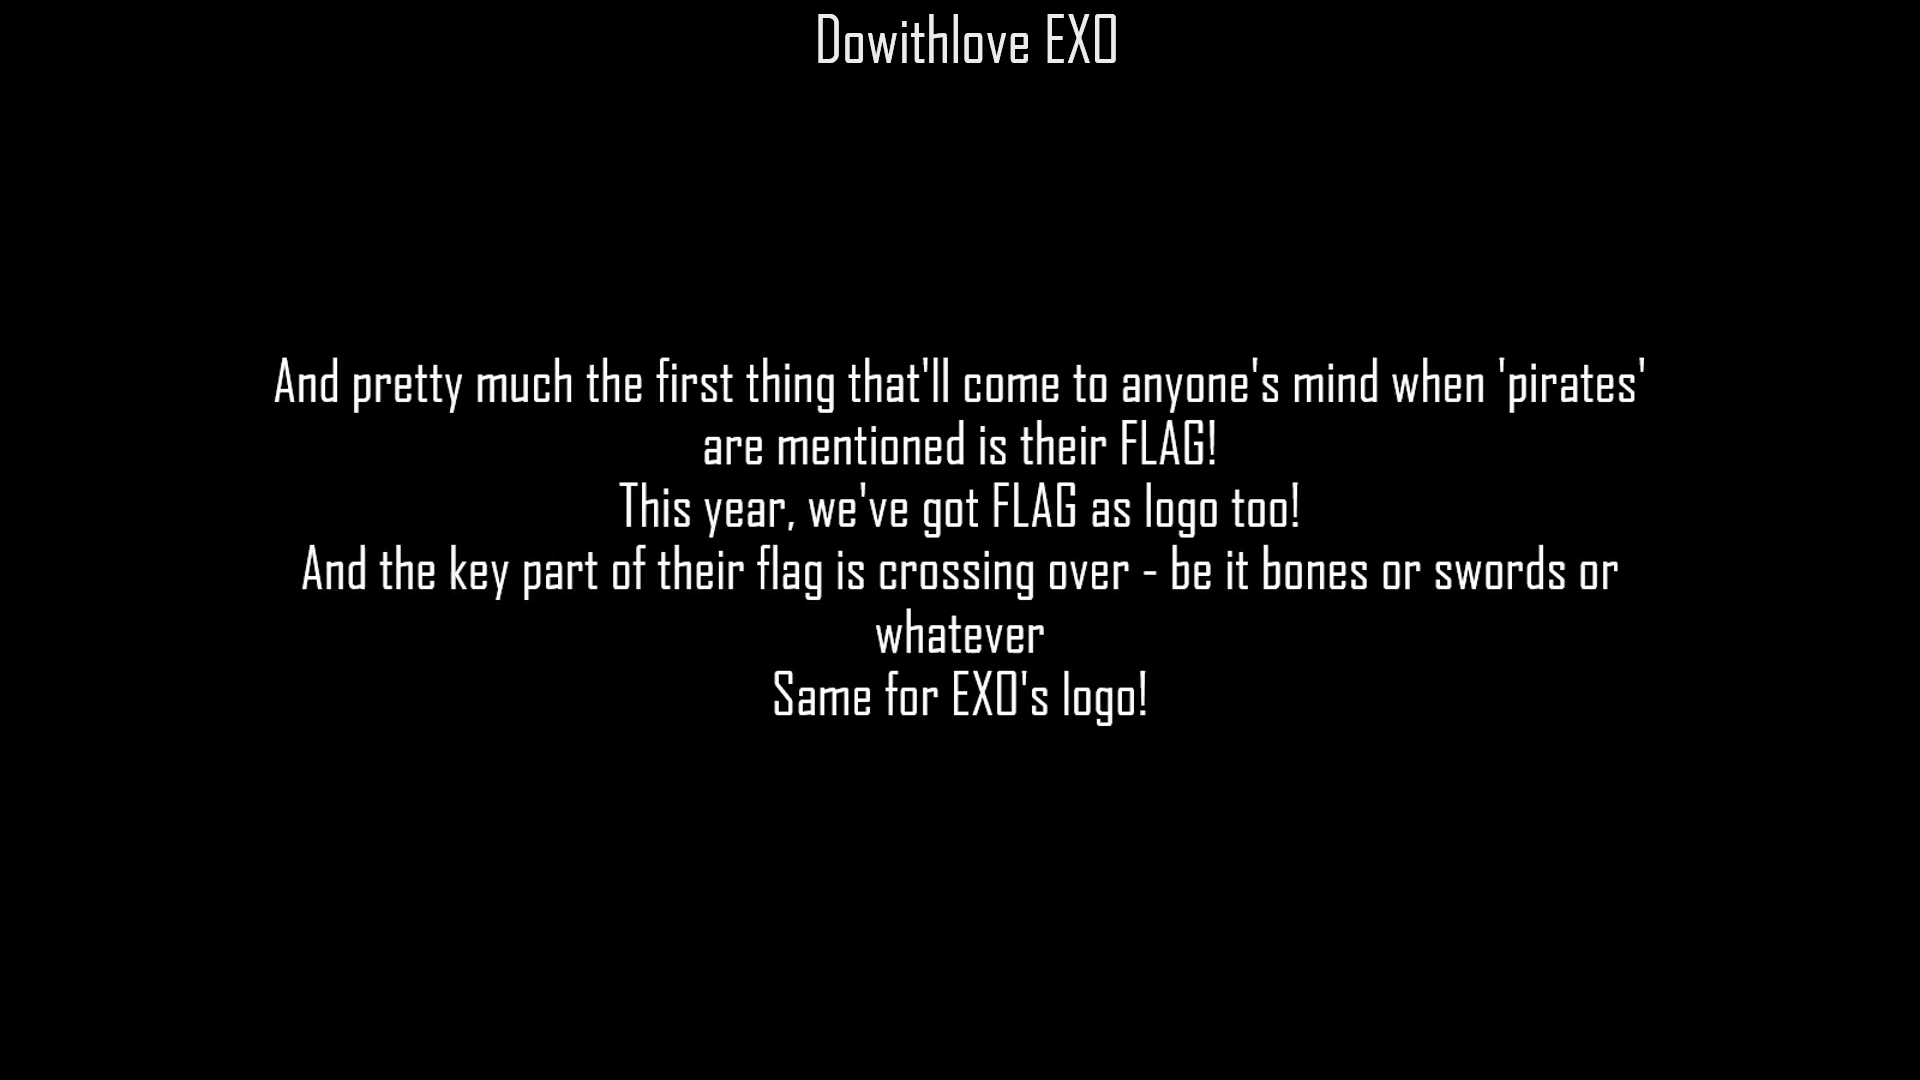 Dowithlove EXO
And pretty much the first thing that'll come to anyone's mind when 'pirates'
are mentioned is their FLAG!
This year, we've got FLAG as logo too!
And the key part of their flag is crossing over - be it bones or swords or
whatever
Same for EXO's logo!